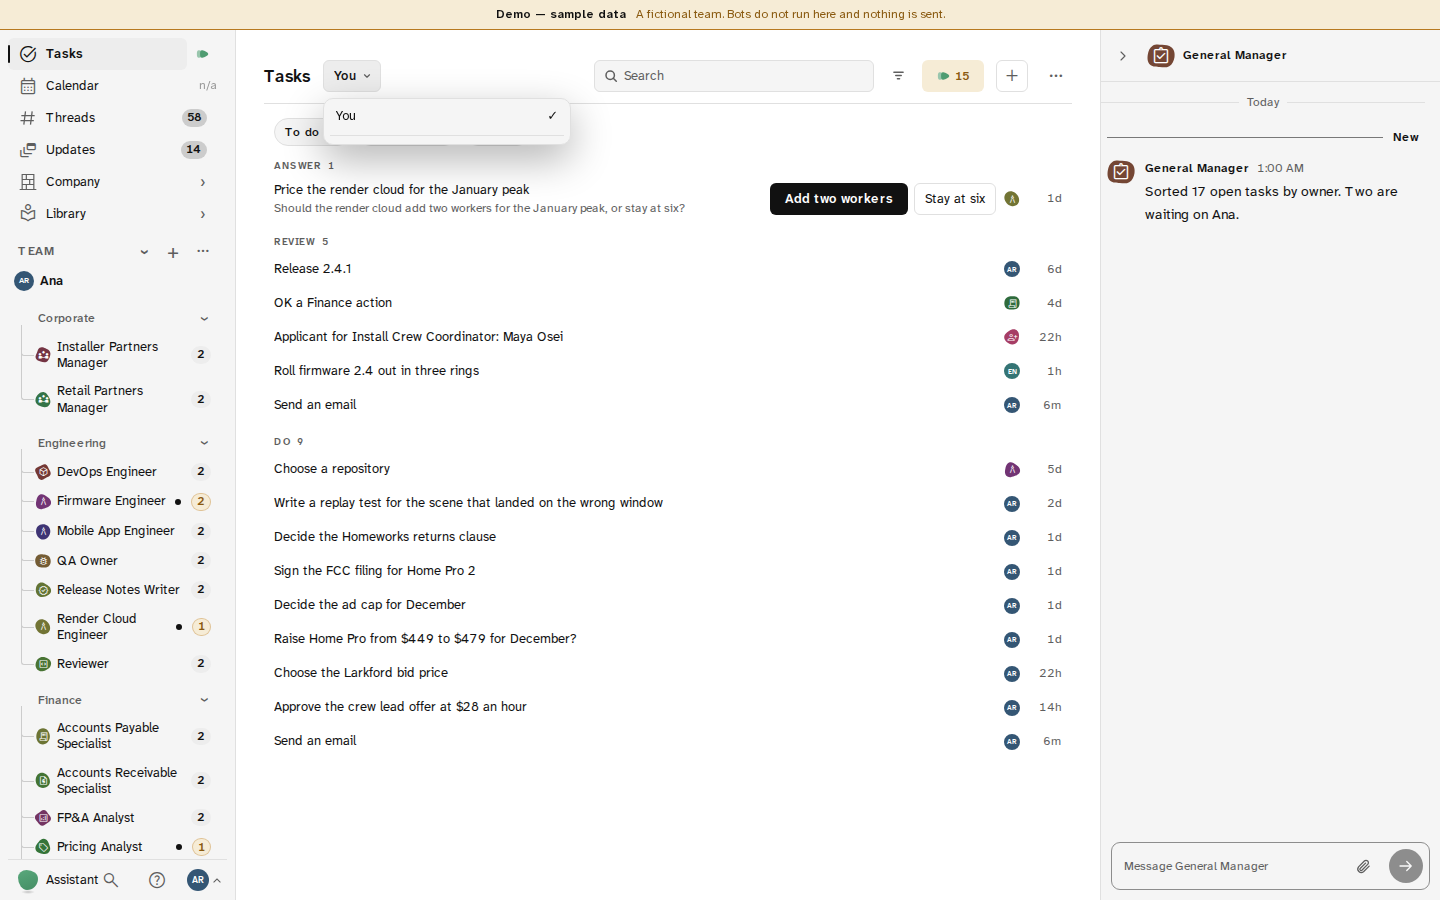 Demo — sample data A fictional team. Bots do not run here and nothing is sent.
Tasks
Calendar n/a
Threads 58
Updates 14
Company
Library
TEAM
AR Ana
Corporate
Installer Partners
Manager 2
Retail Partners
Manager 2
Engineering
DevOps Engineer 2
Firmware Engineer 2
Mobile App Engineer 2
QA Owner 2
Release Notes Writer 2
Render Cloud
Engineer 1
Reviewer 2
Finance
Accounts Payable
Specialist 2
Accounts Receivable
Specialist 2
FP&A Analyst 2
Pricing Analyst 1
Assistant AR
Tasks You Search 15
You
To do
ANSWER 1
Price the render cloud for the January peak
Should the render cloud add two workers for the January peak, or stay at six?
Add two workers Stay at six 1d
REVIEW 5
Release 2.4.1 AR 6d
OK a Finance action 4d
Applicant for Install Crew Coordinator: Maya Osei 22h
Roll firmware 2.4 out in three rings EN 1h
Send an email AR 6m
DO 9
Choose a repository 5d
Write a replay test for the scene that landed on the wrong window AR 2d
Decide the Homeworks returns clause AR 1d
Sign the FCC filing for Home Pro 2 AR 1d
Decide the ad cap for December AR 1d
Raise Home Pro from $449 to $479 for December? AR 1d
Choose the Larkford bid price AR 22h
Approve the crew lead offer at $28 an hour AR 14h
Send an email AR 6m
General Manager
Today
New
General Manager 1:00 AM
Sorted 17 open tasks by owner. Two are
waiting on Ana.
Message General Manager